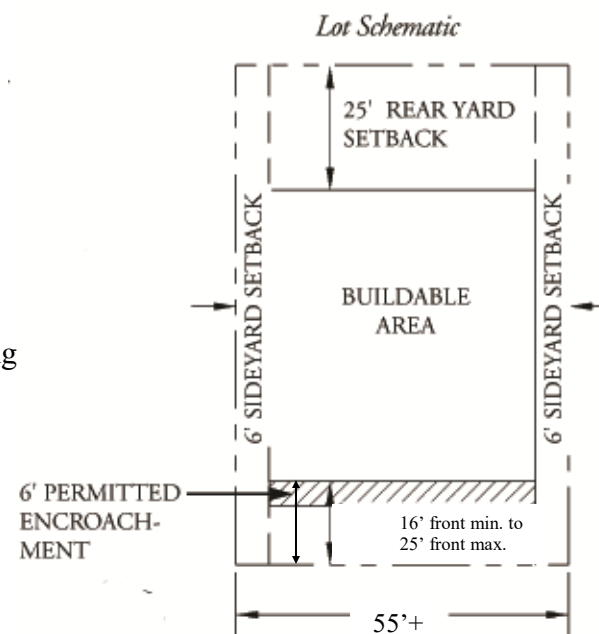 Lot Schematic
25' REAR YARD
SETBACK
6' SIDEYARD SETBACK
BUILDABLE
AREA
6' SIDEYARD SETBACK
g
6' PERMITTED
ENCROACH-
MENT
16’ front min. to
25’ front max.
55’+